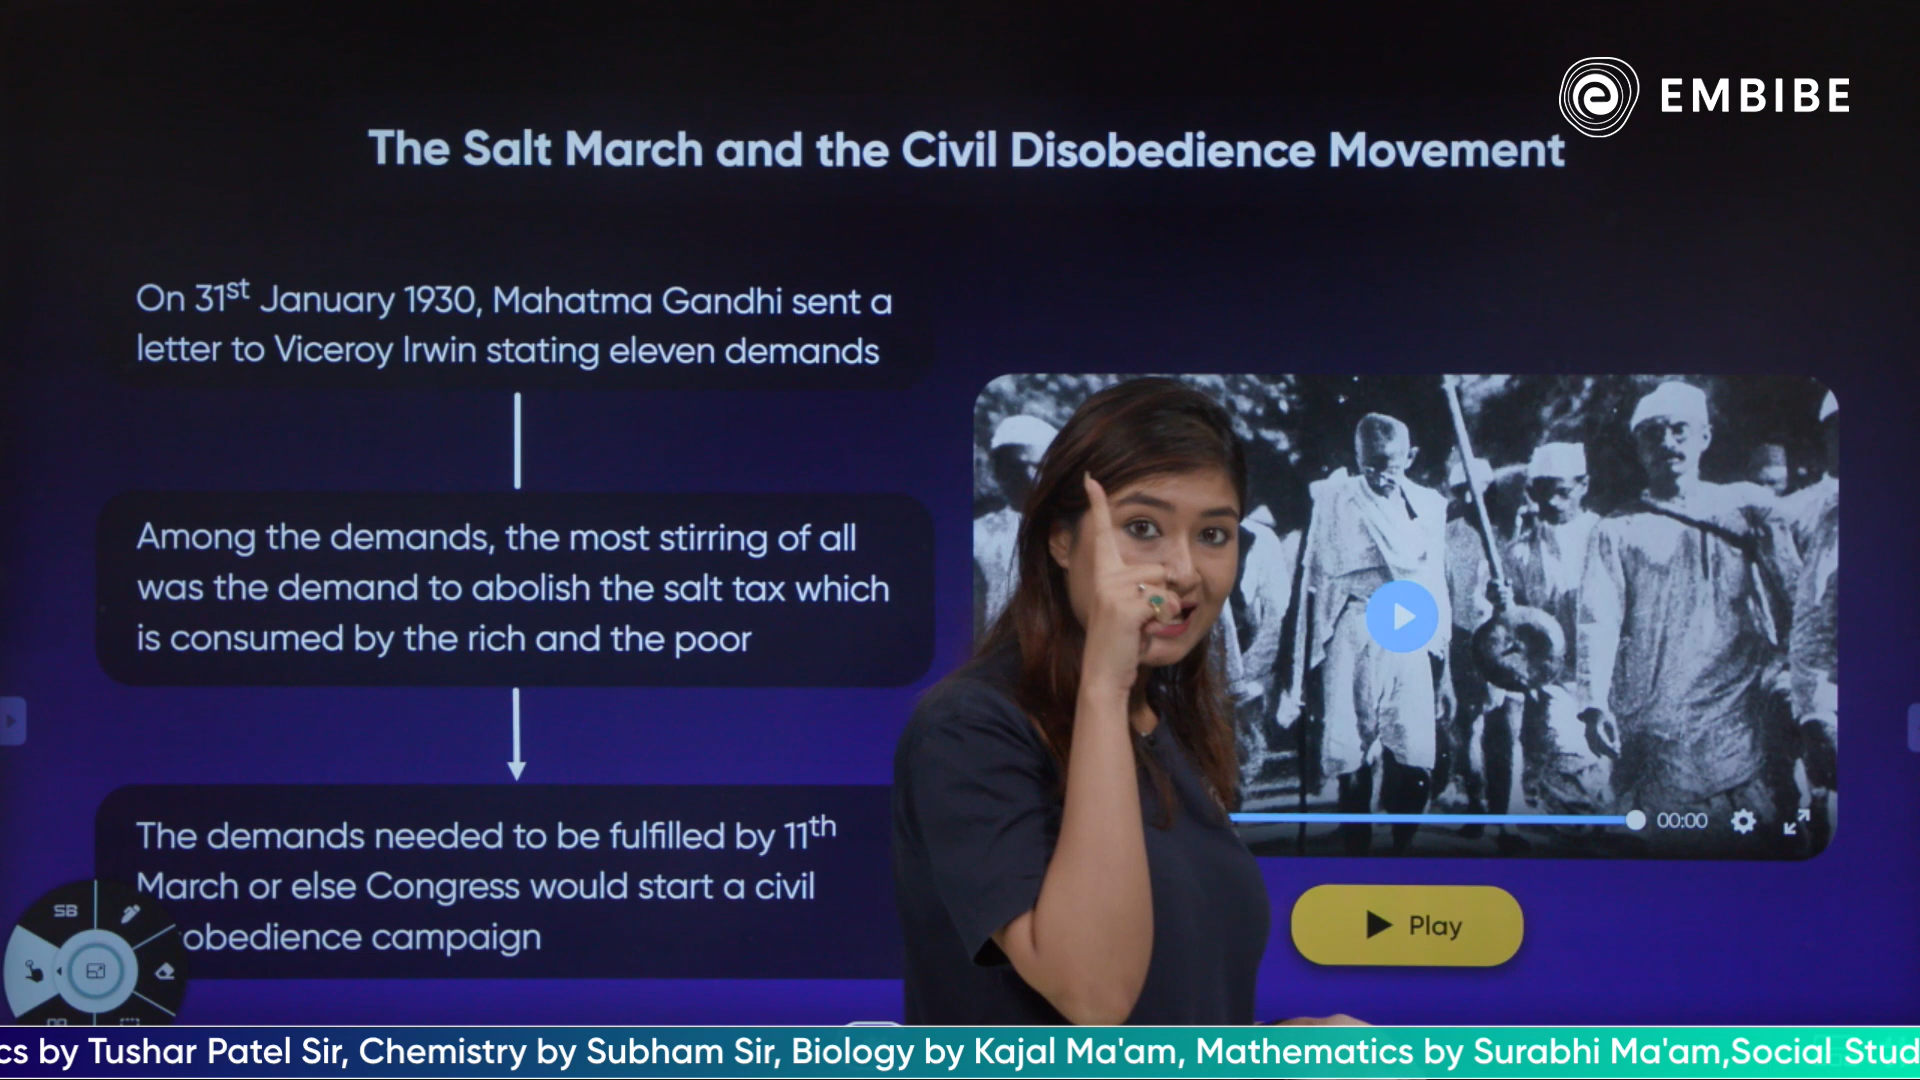 EMBIBE
The Salt March and the Civil Disobedience Movement
On 31st January 1930, Mahatma Gandhi sent a
letter to Viceroy Irwin stating eleven demands
Among the demands, the most stirring of all
was the demand to abolish the salt tax which
is consumed by the rich and the poor
The demands needed to be fulfilled by 11th
March or else Congress would start a civil
obedience campaign
00:00
Play
SB
cs by Tushar Patel Sir, Chemistry by Subham Sir, Biology by Kajal Ma'am, Mathematics by Surabhi Ma'am,Social Stud